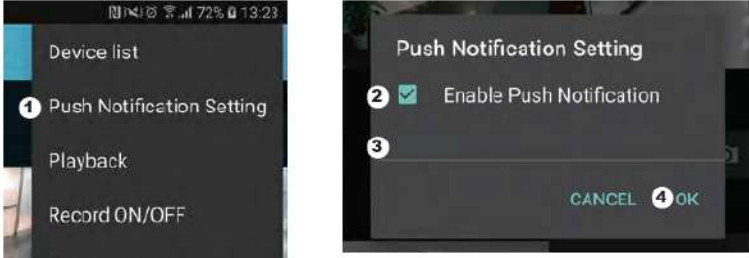 72% 13:23
Device list
1 Push Notification Setting
Playback
Record ON/OFF
Push Notification Setting
2 Enable Push Notification
3
CANCEL 4 OK